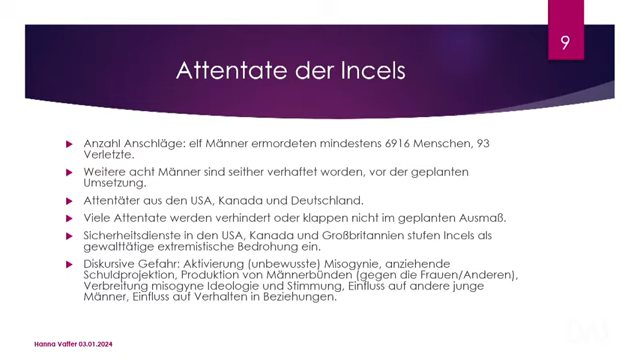 9
Attentate der Incels
Anzahl Anschläge: elf Männer ermordeten mindestens 6916 Menschen, 93
Verletzte.
Weitere acht Männer sind seither verhaftet worden, vor der geplanten
Umsetzung.
Attentäter aus den USA, Kanada und Deutschland.
Viele Attentate werden verhindert oder klappen nicht im geplanten Ausmaß.
Sicherheitsdienste in den USA, Kanada und Großbritannien stufen Incels als
gewalttätige extremistische Bedrohung ein.
Diskursive Gefahr: Aktivierung (unbewusste) Misogynie, anziehende
Schuldprojektion, Produktion von Männerbünden (gegen die Frauen/Anderen),
Verbreitung misogyne Ideologie und Stimmung, Einfluss auf andere junge
Männer, Einfluss auf Verhalten in Beziehungen.
Hanna Vatter 03.01.2024
DAI